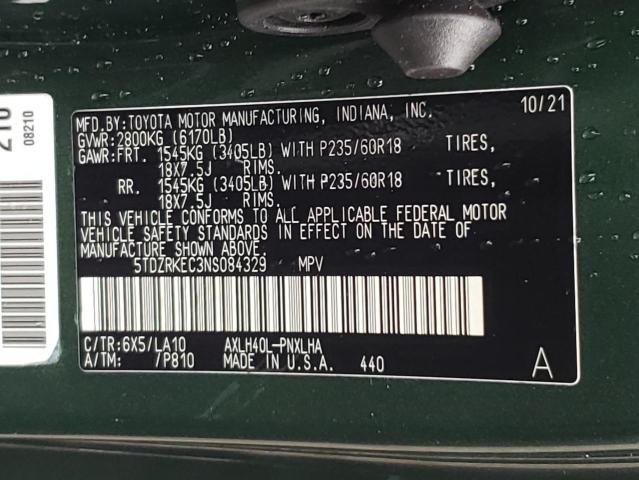 MFD.BY:TOYOTA MOTOR MANUFACTURING, INDIANA, INC. 10/21
GVWR:2800KG (6170LB)
GAWR:FRT. 1545KG (3405LB) WITH P235/60R18 TIRES,
18X7.5J RIMS.
RR. 1545KG (3405LB) WITH P235/60R18 TIRES,
18X7.5J RIMS.
THIS VEHICLE CONFORMS TO ALL APPLICABLE FEDERAL MOTOR
VEHICLE SAFETY STANDARDS IN EFFECT ON THE DATE OF
MANUFACTURE SHOWN ABOVE.
5TDZRKEC3NS084329 MPV
C/TR:6X5/LA10 AXLH40L-PNXLHA
A/TM: /P810 MADE IN U.S.A. 440 A
08210